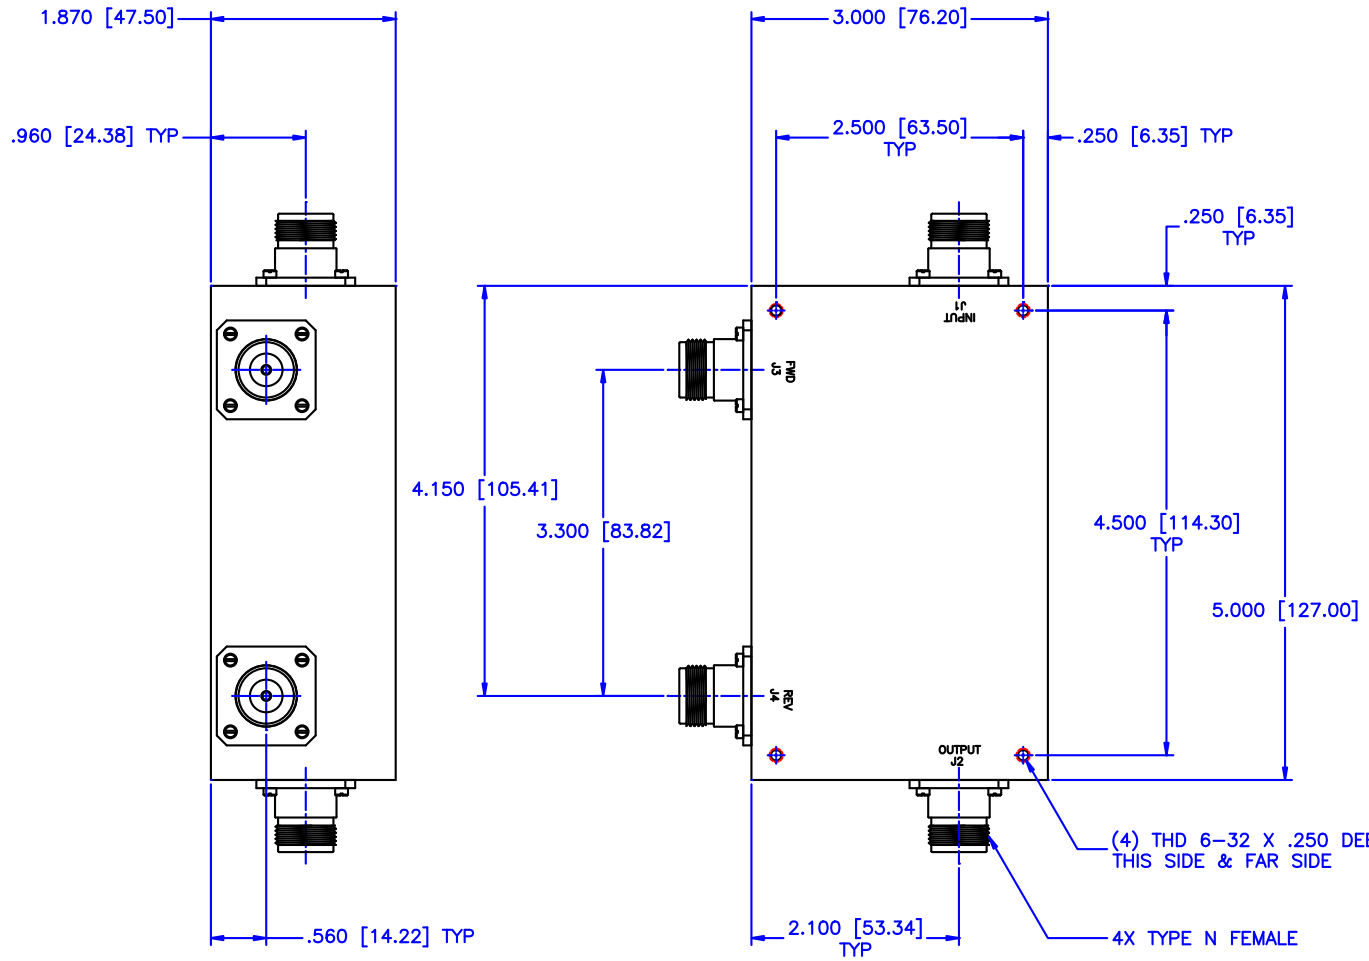 1.870 [47.50]
3.000 [76.20]
.960 [24.38] TYP
2.500 [63.50]
TYP
.250 [6.35] TYP
.250 [6.35]
TYP
INPUT
J1
FWD
J3
4.150 [105.41]
3.300 [83.82]
4.500 [114.30]
TYP
5.000 [127.00]
REV
J4
OUTPUT
J2
(4) THD 6-32 X .250
THIS SIDE & FAR SIDE
.560 [14.22] TYP
2.100 [53.34]
TYP
4X TYPE N FEMALE